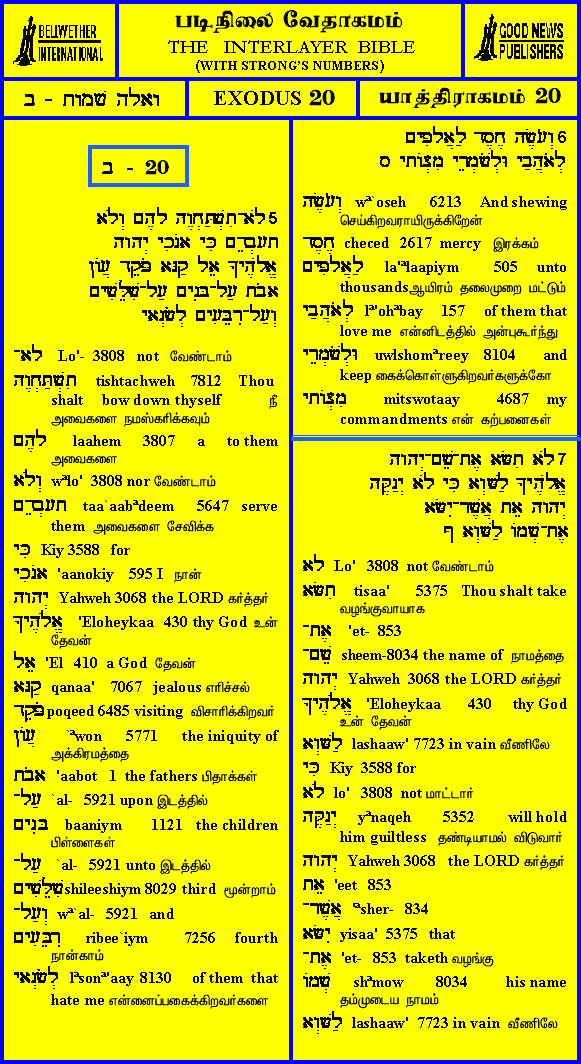 BELLWETHER
INTERNATIONAL
படிநிலை வேதாகமம்
THE INTERLAYER BIBLE
(WITH STRONG'S NUMBERS)
GOOD NEWS
PUBLISHERS
ואלה שמות - ב
EXODUS 20
யாத்திராகமம் 20
ב - 20
5 לֹא־תִשְׁתַּחְוֶה לָהֶם וְלֹא
תָעָבְדֵם כִּי אָנֹכִי יְהוָה
אֱלֹהֶיךָ אֵל קַנָּא פֹּקֵד עָוֹן
אָבֹת עַל־בָּנִים עַל־שִׁלֵּשִׁים
וְעַל־רִבֵּעִים לְשֹׂנְאָי
לֹא־ Lo'- 3808 not வேண்டாம்
תִשְׁתַּחְוֶה tishtachweh 7812 Thou
shalt bow down thyself நீ
அவைகளை நமஸ்கரிக்கவும்
לָהֶם laahem 3807 a to them
அவைகளை
וְלֹא wªlo' 3808 nor வேண்டாம்
תָעָבְדֵם taa`aabªdeem 5647 serve
them அவைகளை சேவிக்க
כִּי Kiy 3588 for
אָנֹכִי 'aanokiy 595 I நான்
יְהוָה Yahweh 3068 the LORD கர்த்தர்
אֱלֹהֶיךָ 'Eloheykaa 430 thy God உன்
தேவன்
אֵל 'El 410 a God தேவன்
קַנָּא qanaa' 7067 jealous எரிச்சல்
פֹּקֵד poqeed 6485 visiting விசாரிக்கிறவர்
עָוֹן `ªwon 5771 the iniquity of
அக்கிரமத்தை
אָבֹת 'aabot 1 the fathers பிதாக்கள்
עַל־ `al- 5921 upon இடத்தில்
בָּנִים baaniym 1121 the children
பிள்ளைகள்
עַל־ `al- 5921 unto இடத்தில்
שִׁלֵּשִׁים shileeshiym 8029 third மூன்றாம்
וְעַל־ wª`al- 5921 and
רִבֵּעִים ribee`iym 7256 fourth
நான்காம்
לְשֹׂנְאָי lªsonª'aay 8130 of them that
hate me என்னைப்பகைக்கிறவர்களை
6 וְעֹשֶׂה חֶסֶד לַאֲלָפִים
לְאֹהֲבַי וּלְשֹׁמְרֵי מִצְוֹתָי ס
וְעֹשֶׂה wª`oseh 6213 And shewing
செய்கிறவராயிருக்கிறேன்
חֶסֶד checed 2617 mercy இரக்கம்
לַאֲלָפִים la'ªlaapiym 505 unto
thousandsஆயிரம் தலைமுறை மட்டும்
לְאֹהֲבַי lª'ohªbay 157 of them that
love me என்னிடத்தில் அன்புகூர்ந்து
וּלְשֹׁמְרֵי uwlshomªreey 8104 and
keep கைக்கொள்ளுகிறவர்களுக்கோ
מִצְוֹתָי mitswotaay 4687 my
commandments என் கற்பனைகள்
7 לֹא תִשָּׂא אֶת־שֵׁם־יְהוָה
אֱלֹהֶיךָ לַשָּׁוְא כִּי לֹא יְנַקֶּה
יְהוָה אֵת אֲשֶׁר־יִשָּׂא
אֶת־שְׁמוֹ לַשָּׁוְא ף
לֹא Lo' 3808 not வேண்டாம்
תִשָּׂא tisaa' 5375 Thou shalt take
வழங்குவாயாக
אֶת־ 'et- 853
שֵׁם־ sheem-8034 the name of நாமத்தை
יְהוָה Yahweh 3068 the LORD கர்த்தர்
אֱלֹהֶיךָ 'Eloheykaa 430 thy God
உன் தேவன்
לַשָּׁוְא lashaaw' 7723 in vain வீணிலே
כִּי Kiy 3588 for
לֹא lo' 3808 not மாட்டார்
יְנַקֶּה yªnaqeh 5352 will hold
him guiltless தண்டியாமல் விடுவார்
יְהוָה Yahweh 3068 the LORD கர்த்தர்
אֵת 'eet 853
אֲשֶׁר־ ªsher- 834
יִשָּׂא yisaa' 5375 that
אֶת־ 'et- 853 taketh வழங்கு
שְׁמוֹ shªmow 8034 his name
தம்முடைய நாமம்
לַשָּׁוְא lashaaw' 7723 in vain வீணிலே